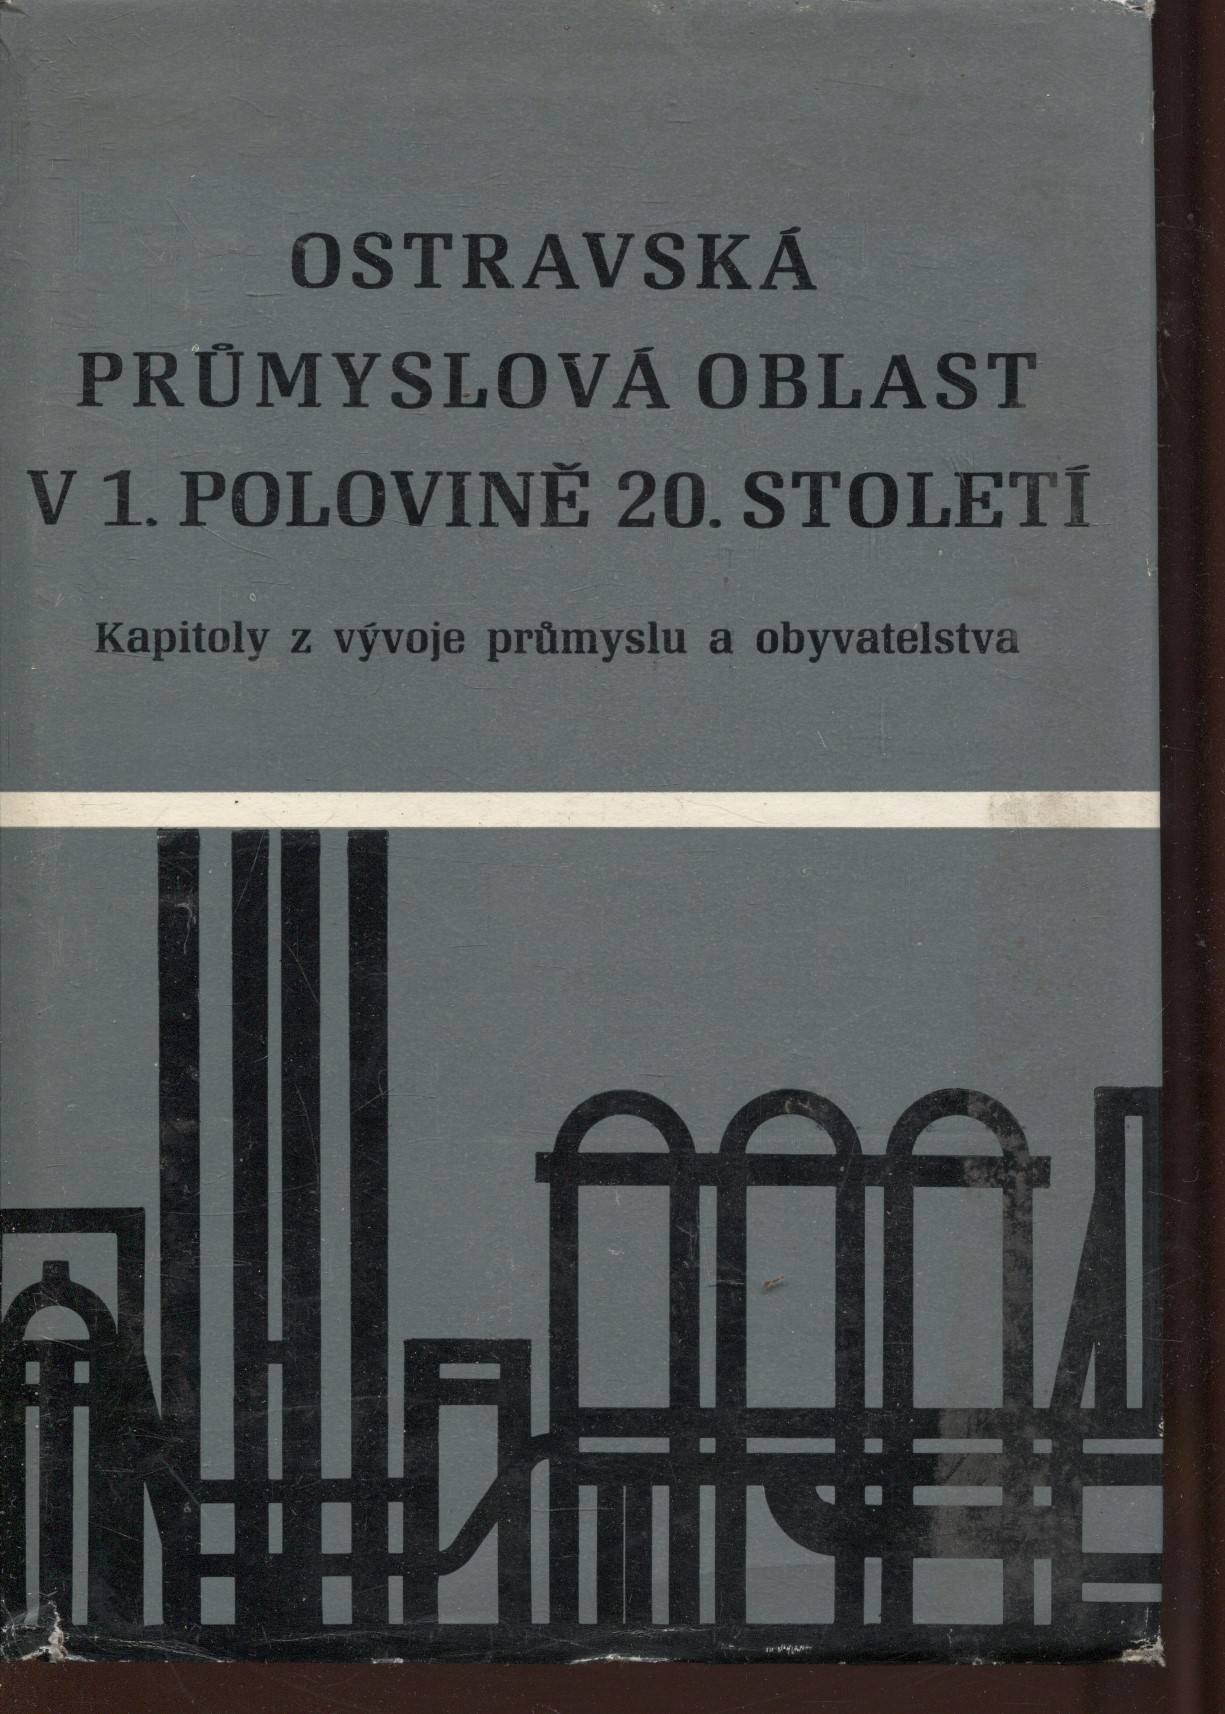 OSTRAVSKÁ
PRŮMYSLOVÁ OBLAST
V 1. POLOVINĚ 20. STOLETÍ
Kapitoly z vývoje průmyslu a obyvatelstva